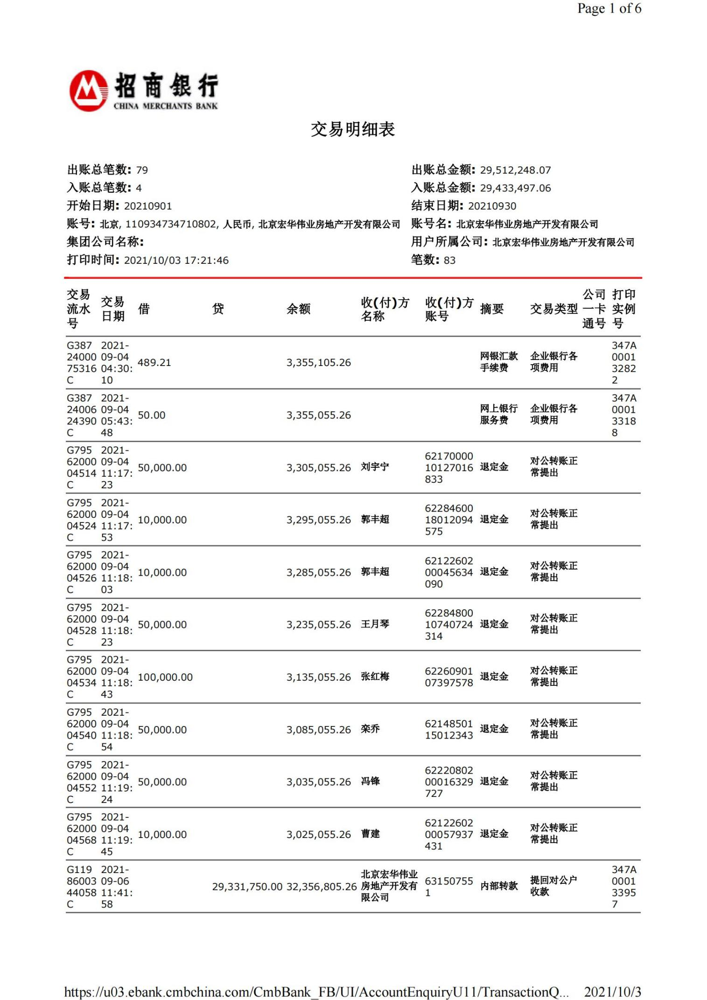 Page 1 of 6
招商银行
CHINA MERCHANTS BANK
交易明细表
出账总笔数: 79 出账总金额: 29,512,248.07
入账总笔数: 4 入账总金额: 29,433,497.06
开始日期: 20210901 结束日期: 20210930
账号: 北京, 110934734710802, 人民币, 北京宏华伟业房地产开发有限公司 账号名: 北京宏华伟业房地产开发有限公司
集团公司名称: 用户所属公司: 北京宏华伟业房地产开发有限公司
打印时间: 2021/10/03 17:21:46 笔数: 83
交易流水号 交易日期 借 贷 余额 收(付)方名称 收(付)方账号 摘要 交易类型 公司一卡通号 打印实例号
G3872400075316C 2021-09-04 04:30:10 489.21 3,355,105.26 网银汇款手续费 企业银行各项费用 347A000132822
G3872400624390C 2021-09-04 05:43:48 50.00 3,355,055.26 网上银行服务费 企业银行各项费用 347A000133188
G7956200004514C 2021-09-04 11:17:23 50,000.00 3,305,055.26 刘宇宁 6217000010127016833 退定金 对公转账正常提出
G7956200004524C 2021-09-04 11:17:53 10,000.00 3,295,055.26 郭丰超 6228460018012094575 退定金 对公转账正常提出
G7956200004526C 2021-09-04 11:18:03 10,000.00 3,285,055.26 郭丰超 6212260200045634090 退定金 对公转账正常提出
G7956200004528C 2021-09-04 11:18:23 50,000.00 3,235,055.26 王月琴 6228480010740724314 退定金 对公转账正常提出
G7956200004534C 2021-09-04 11:18:43 100,000.00 3,135,055.26 张红梅 6226090107397578 退定金 对公转账正常提出
G7956200004540C 2021-09-04 11:18:54 50,000.00 3,085,055.26 栾乔 6214850115012343 退定金 对公转账正常提出
G7956200004552C 2021-09-04 11:19:24 50,000.00 3,035,055.26 冯锋 6222080200016329727 退定金 对公转账正常提出
G7956200004568C 2021-09-04 11:19:45 10,000.00 3,025,055.26 曹建 6212260200057937431 退定金 对公转账正常提出
G1198600344058C 2021-09-06 11:41:58 29,331,750.00 32,356,805.26 北京宏华伟业房地产开发有限公司 631507551 内部转款 提回对公户收款 347A000133957
https://u03.ebank.cmbchina.com/CmbBank_FB/UI/AccountEnquiryU11/TransactionQ... 2021/10/3